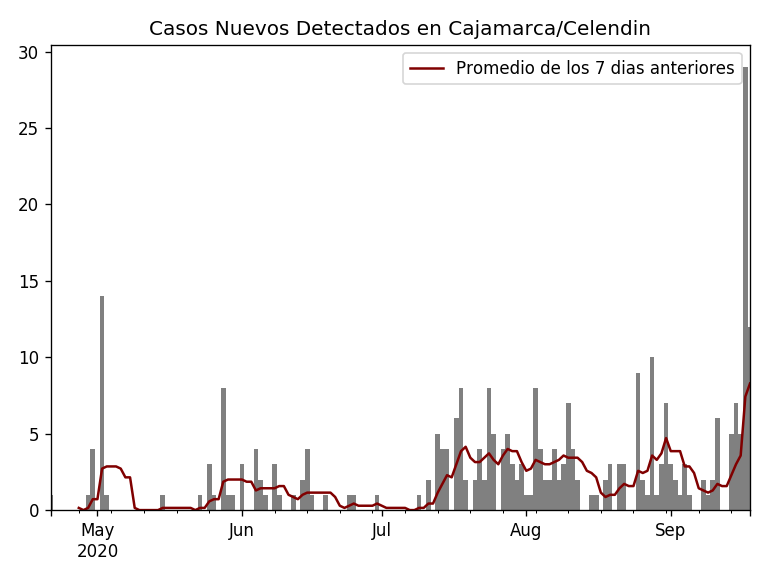 Casos Nuevos Detectados en Cajamarca/Celendin
Promedio de los 7 dias anteriores
30
25
20
15
10
5
0
May
2020
Jun
Jul
Aug
Sep